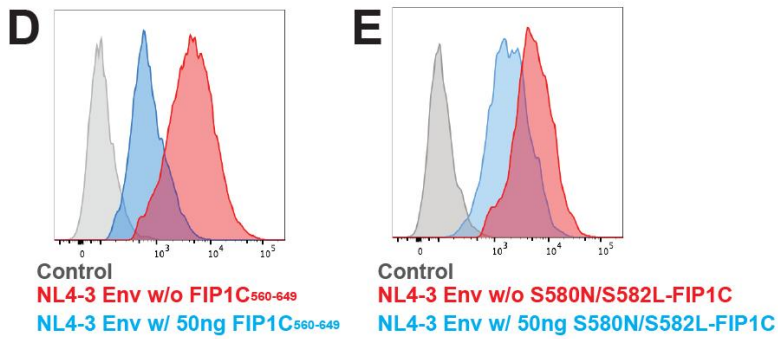 D
0 10³ 10⁴ 10⁵
Control
NL4-3 Env w/o FIP1C560-649
NL4-3 Env w/ 50ng FIP1C560-649
E
0 10³ 10⁴ 10⁵
Control
NL4-3 Env w/o S580N/S582L-FIP1C
NL4-3 Env w/ 50ng S580N/S582L-FIP1C